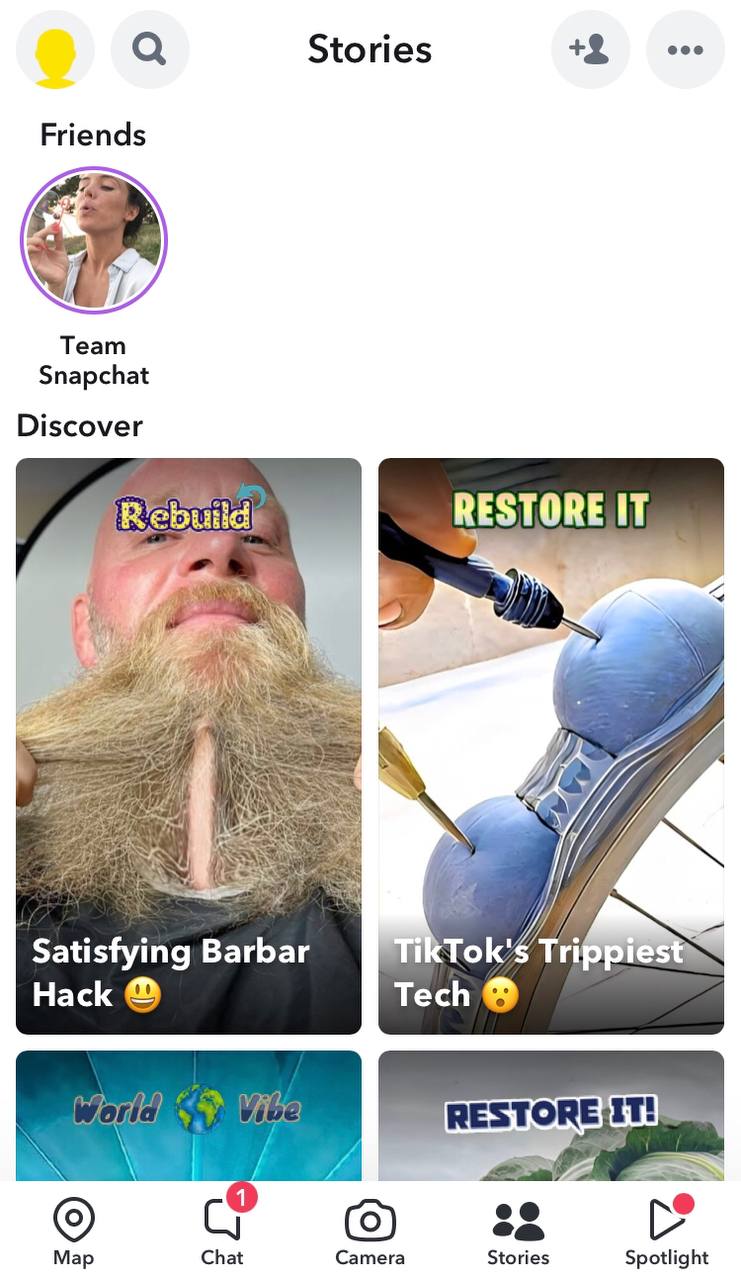 Stories
Friends
Team
Snapchat
Discover
Rebuild
Satisfying Barbar
Hack 😃
RESTORE IT
TikTok's Trippiest
Tech 😮
World Vibe
RESTORE IT!
1
Map
Chat
Camera
Stories
Spotlight